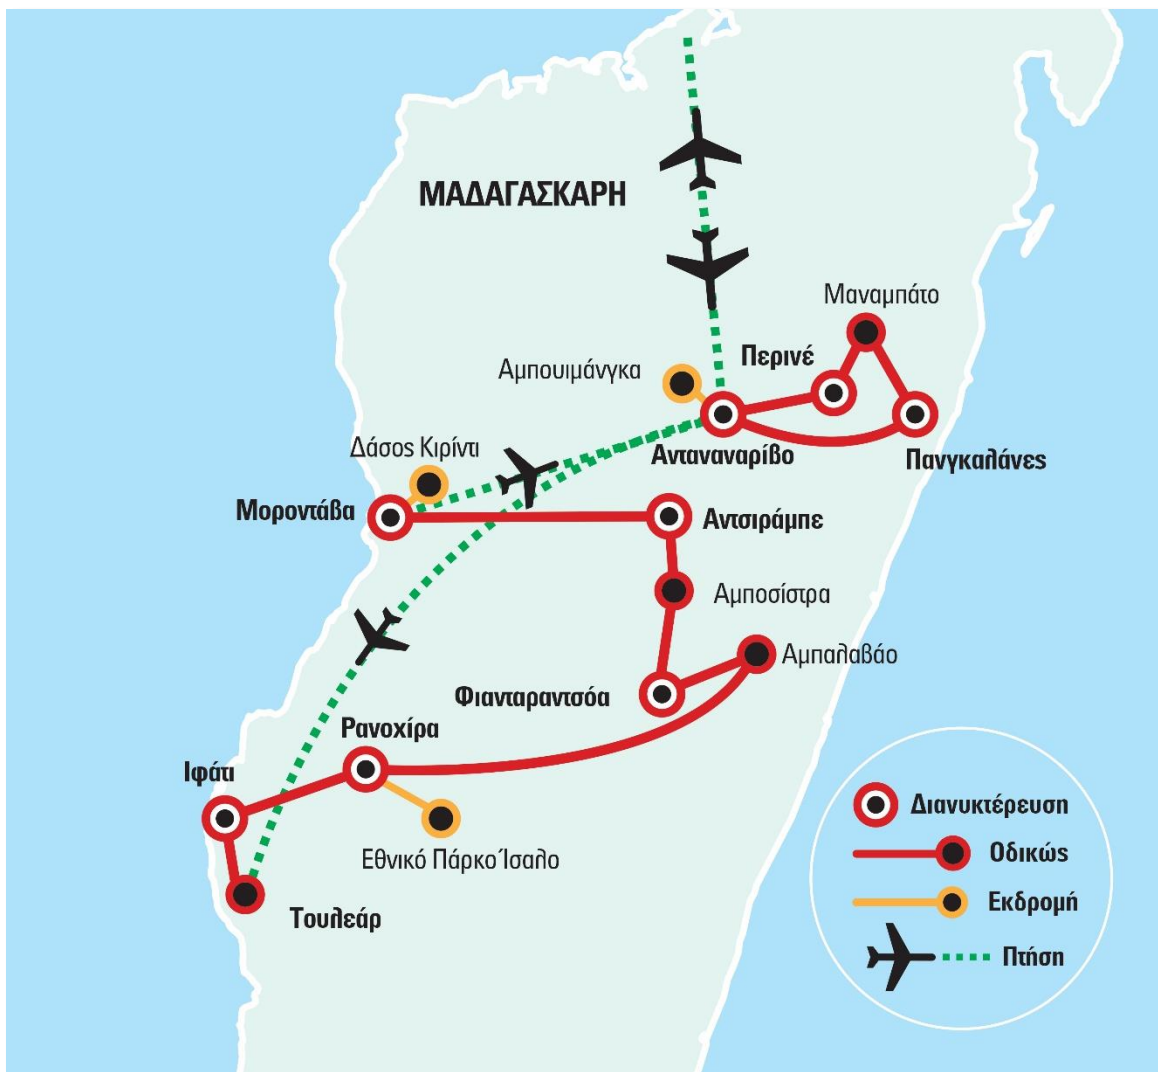 ΜΑΔΑΓΑΣΚΑΡΗ
Μαναμπάτο
Περινέ
Αμπουιμάνγκα
Ανταναναρίβο
Πανγκαλάνες
Δάσος Κιρίντι
Μοροντάβα
Αντσιράμπε
Αμποσίστρα
Αμπαλαβάο
Φιανταραντσόα
Ρανοχίρα
Ιφάτι
Εθνικό Πάρκο Ίσαλο
Τουλεάρ
Διανυκτέρευση
Οδικώς
Εκδρομή
Πτήση